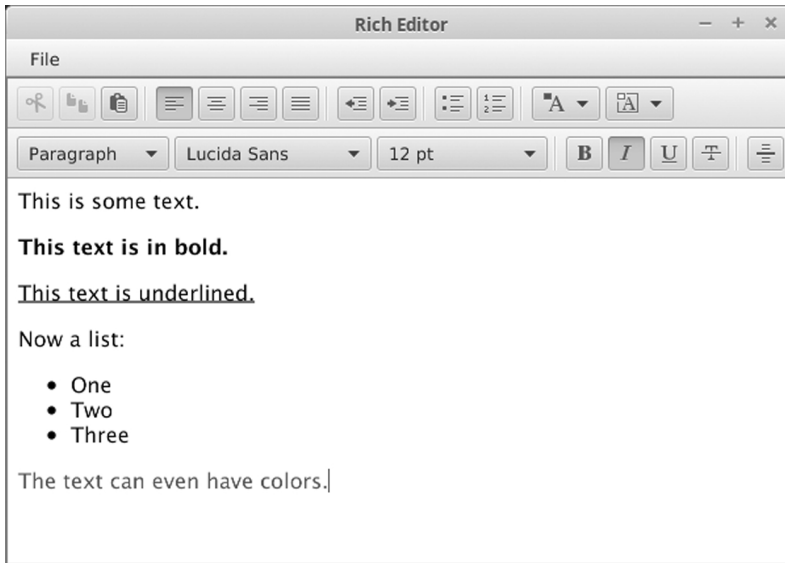 Rich Editor
File
Paragraph Lucida Sans 12 pt B I U T
This is some text.
This text is in bold.
This text is underlined.
Now a list:
• One
• Two
• Three
The text can even have colors.